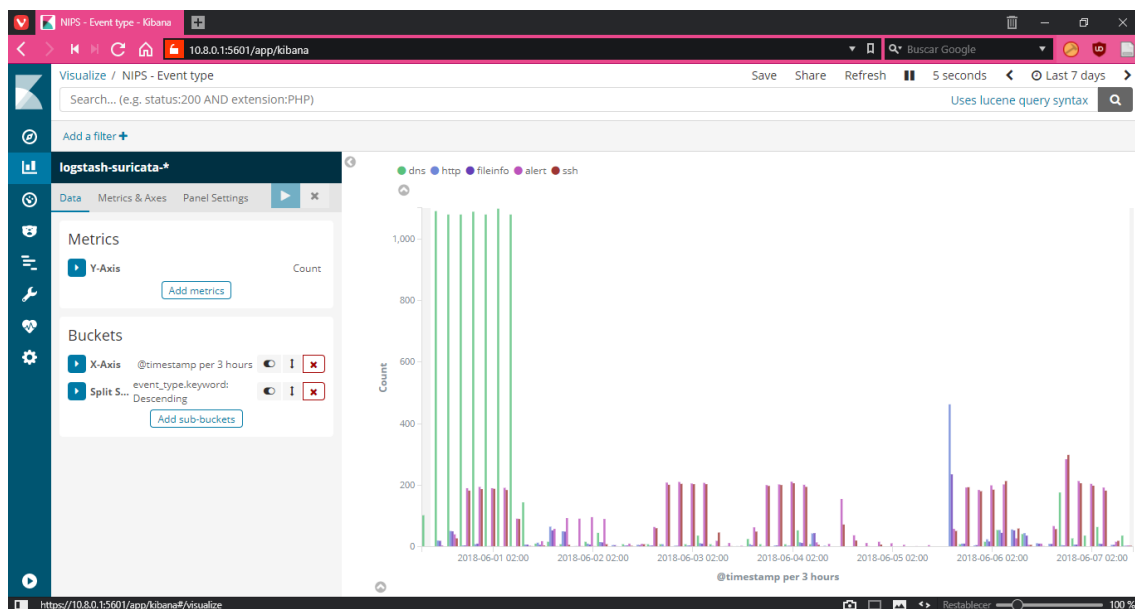 NIPS - Event type - Kibana
10.8.0.1:5601/app/kibana
Buscar Google
Visualize / NIPS - Event type
Save Share Refresh 5 seconds Last 7 days
Search... (e.g. status:200 AND extension:PHP)
Uses lucene query syntax
Add a filter +
logstash-suricata-*
Data Metrics & Axes Panel Settings
Metrics
Y-Axis Count
Add metrics
Buckets
X-Axis @timestamp per 3 hours
Split S... event_type.keyword:
Descending
Add sub-buckets
dns http fileinfo alert ssh
1,000
800
600
400
200
0
Count
2018-06-01 02:00 2018-06-02 02:00 2018-06-03 02:00 2018-06-04 02:00 2018-06-05 02:00 2018-06-06 02:00 2018-06-07 02:00
@timestamp per 3 hours
https://10.8.0.1:5601/app/kibana#/visualize
Restablecer 100 %